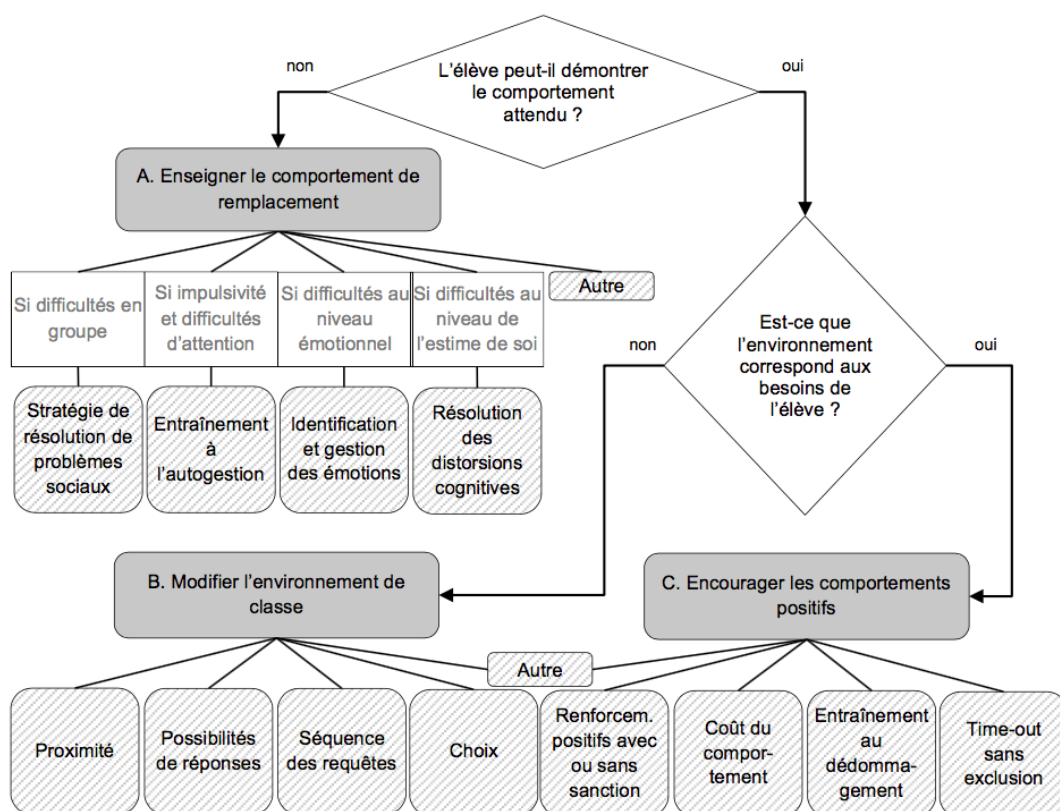 non
L'élève peut-il démontrer
le comportement
attendu ?
oui
A. Enseigner le comportement de
remplacement
Si difficultés en
groupe
Si impulsivité
et difficultés
d'attention
Si difficultés au
niveau
émotionnel
Si difficultés au
niveau de
l'estime de soi
Autre
Stratégie de
résolution de
problèmes
sociaux
Entraînement
à
l'autogestion
Identification
et gestion
des émotions
Résolution
des
distorsions
cognitives
non
Est-ce que
l'environnement
correspond aux
besoins de
l'élève ?
oui
B. Modifier l'environnement de
classe
C. Encourager les comportements
positifs
Autre
Proximité
Possibilités
de réponses
Séquence
des requêtes
Choix
Renforcem.
positifs avec
ou sans
sanction
Coût du
compor-
tement
Entraînement
au
dédomma-
gement
Time-out
sans
exclusion